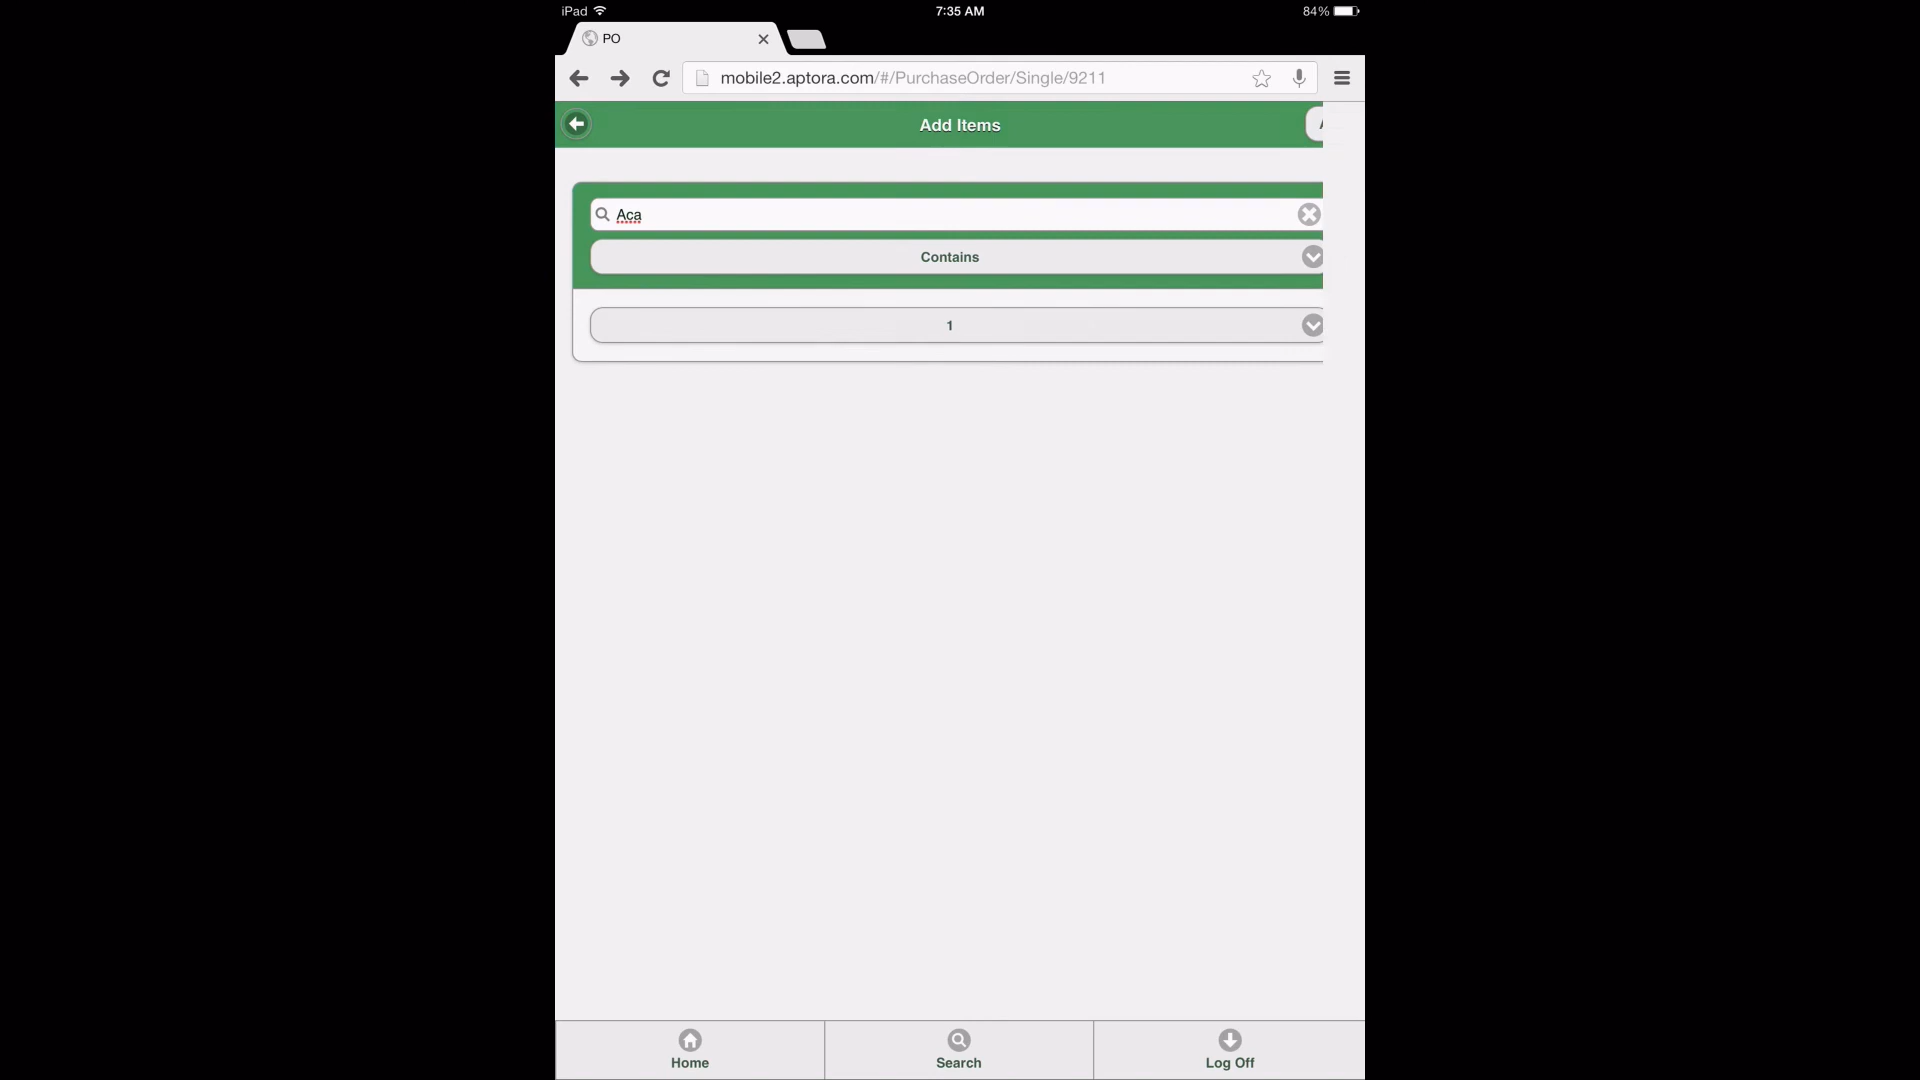 iPad 7:35 AM 84%
PO
mobile2.aptora.com/#/PurchaseOrder/Single/9211
Add Items
Aca
Contains
1
Home Search Log Off